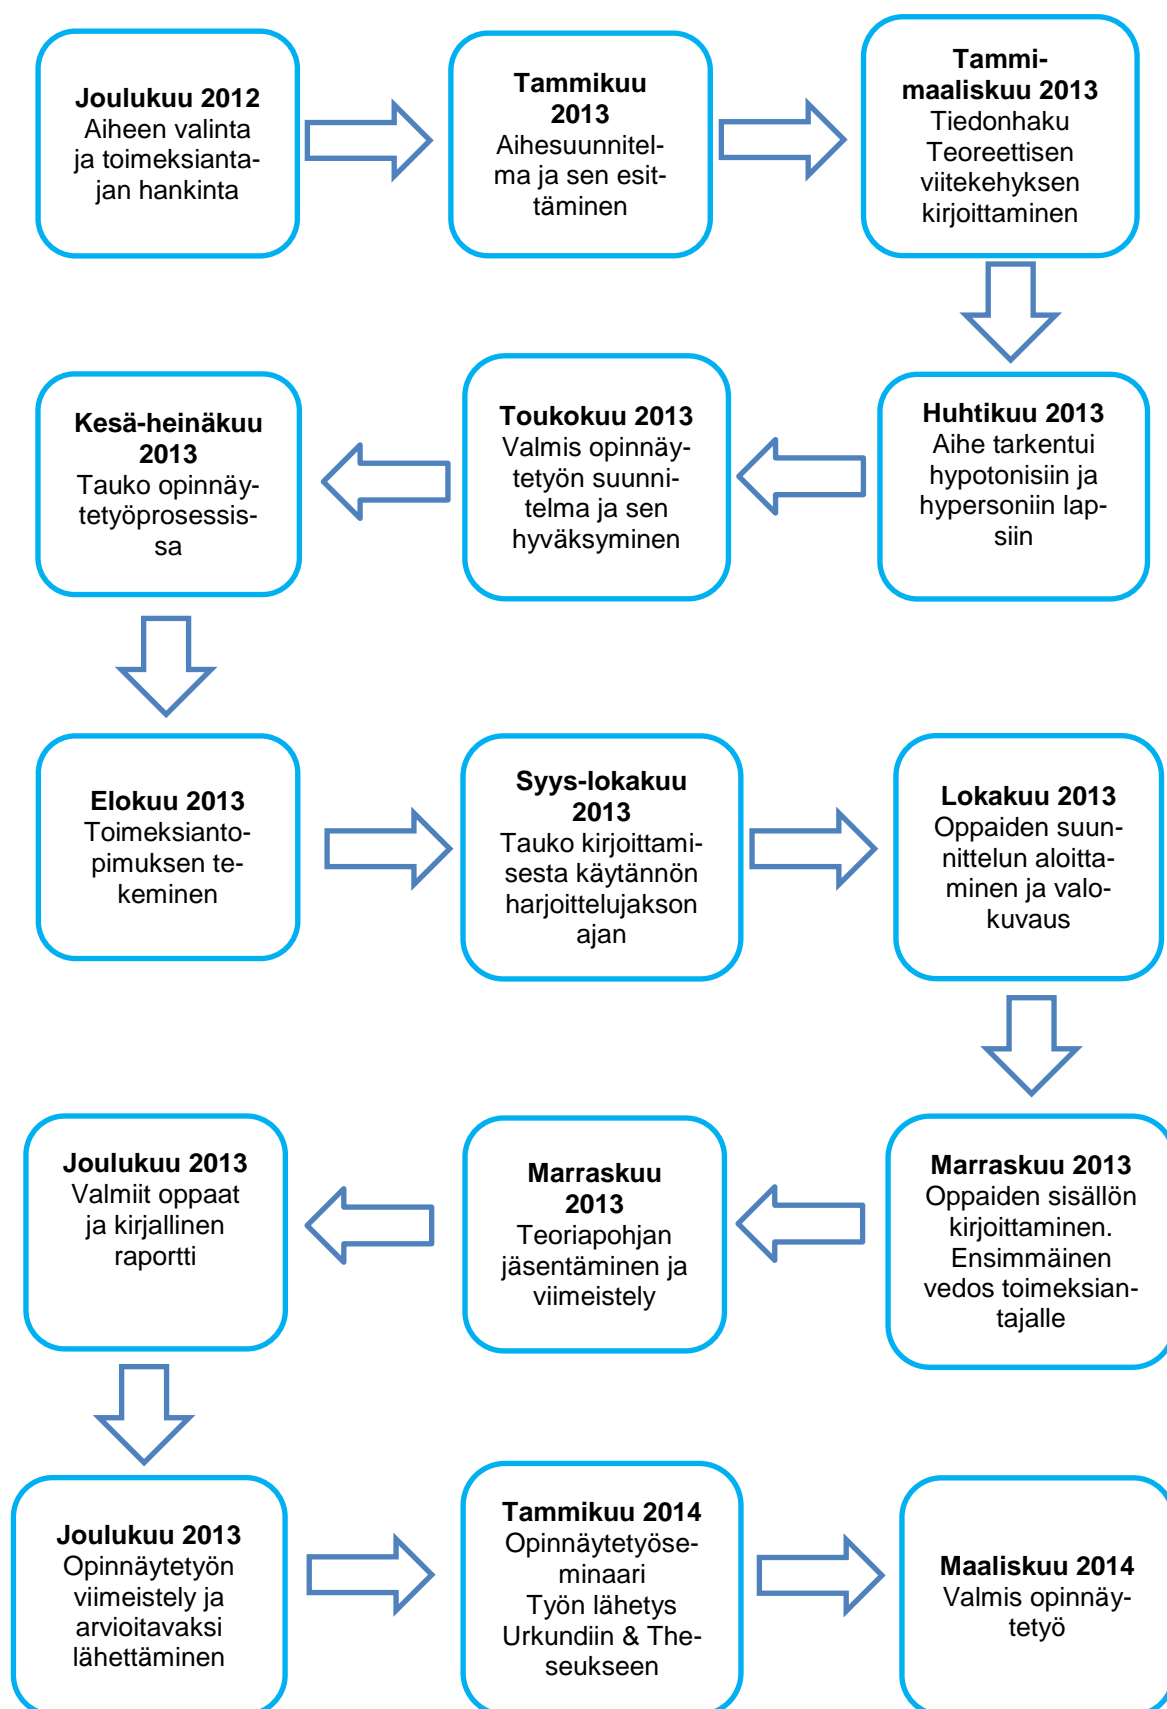 Joulukuu 2012
Aiheen valinta
ja toimeksianta-
jan hankinta
Tammikuu
2013
Aihesuunnitel-
ma ja sen esit-
täminen
Tammi-
maaliskuu 2013
Tiedonhaku
Teoreettisen
viitekehyksen
kirjoittaminen
Huhtikuu 2013
Aihe tarkentui
hypotonisiin ja
hypersoniin lap-
siin
Toukokuu 2013
Valmis opinnäy-
tetyön suunni-
telma ja sen
hyväksyminen
Kesä-heinäkuu
2013
Tauko opinnäy-
tetyöprosessis-
sa
Elokuu 2013
Toimeksianto-
pimuksen te-
keminen
Syys-lokakuu
2013
Tauko kirjoittami-
sesta käytännön
harjoittelujakson
ajan
Lokakuu 2013
Oppaiden suun-
nittelun aloitta-
minen ja valo-
kuvaus
Marraskuu 2013
Oppaiden sisällön
kirjoittaminen.
Ensimmäinen
vedos toimeksian-
tajalle
Marraskuu
2013
Teoriapohjan
jäsentäminen ja
viimeistely
Joulukuu 2013
Valmiit oppaat
ja kirjallinen
raportti
Joulukuu 2013
Opinnäytetyön
viimeistely ja
arvioitavaksi
lähettäminen
Tammikuu 2014
Opinnäytetyöse-
minaari
Työn lähetys
Urkundiin & The-
seukseen
Maaliskuu 2014
Valmis opinnäy-
tetyö